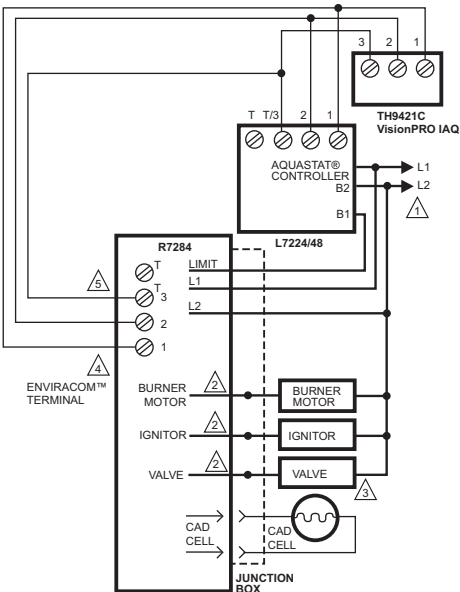 3 2 1
TH9421C
VisionPRO IAQ
T T/3 2 1
AQUASTAT®
CONTROLLER
L1
B2
L2
1
B1
L7224/48
R7284
T
LIMIT
5
T
3
L1
L2
2
1
4
ENVIRACOM™
TERMINAL
BURNER
MOTOR
2
BURNER
MOTOR
IGNITOR
2
IGNITOR
VALVE
2
VALVE
3
CAD
CELL
CAD
CELL
JUNCTION
BOX